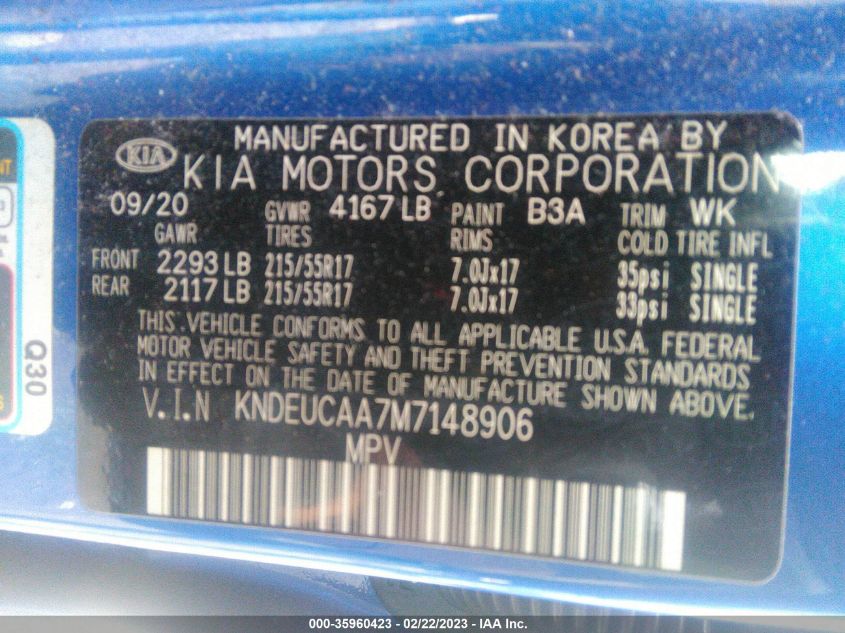 MANUFACTURED IN KOREA BY
KIA
KIA MOTORS CORPORATION
09/20 GVWR 4167 LB PAINT B3A TRIM WK
GAWR TIRES RIMS COLD TIRE INFL
FRONT 2293 LB 215/55R17 7.0Jx17 35psi SINGLE
REAR 2117 LB 215/55R17 7.0Jx17 33psi SINGLE
THIS VEHICLE CONFORMS TO ALL APPLICABLE U.S.A. FEDERAL
MOTOR VEHICLE SAFETY AND THEFT PREVENTION STANDARDS
IN EFFECT ON THE DATE OF MANUFACTURE SHOWN ABOVE.
V.I.N KNDEUCAA7M7148906
MPV
Q30
000-35960423 - 02/22/2023 - IAA Inc.